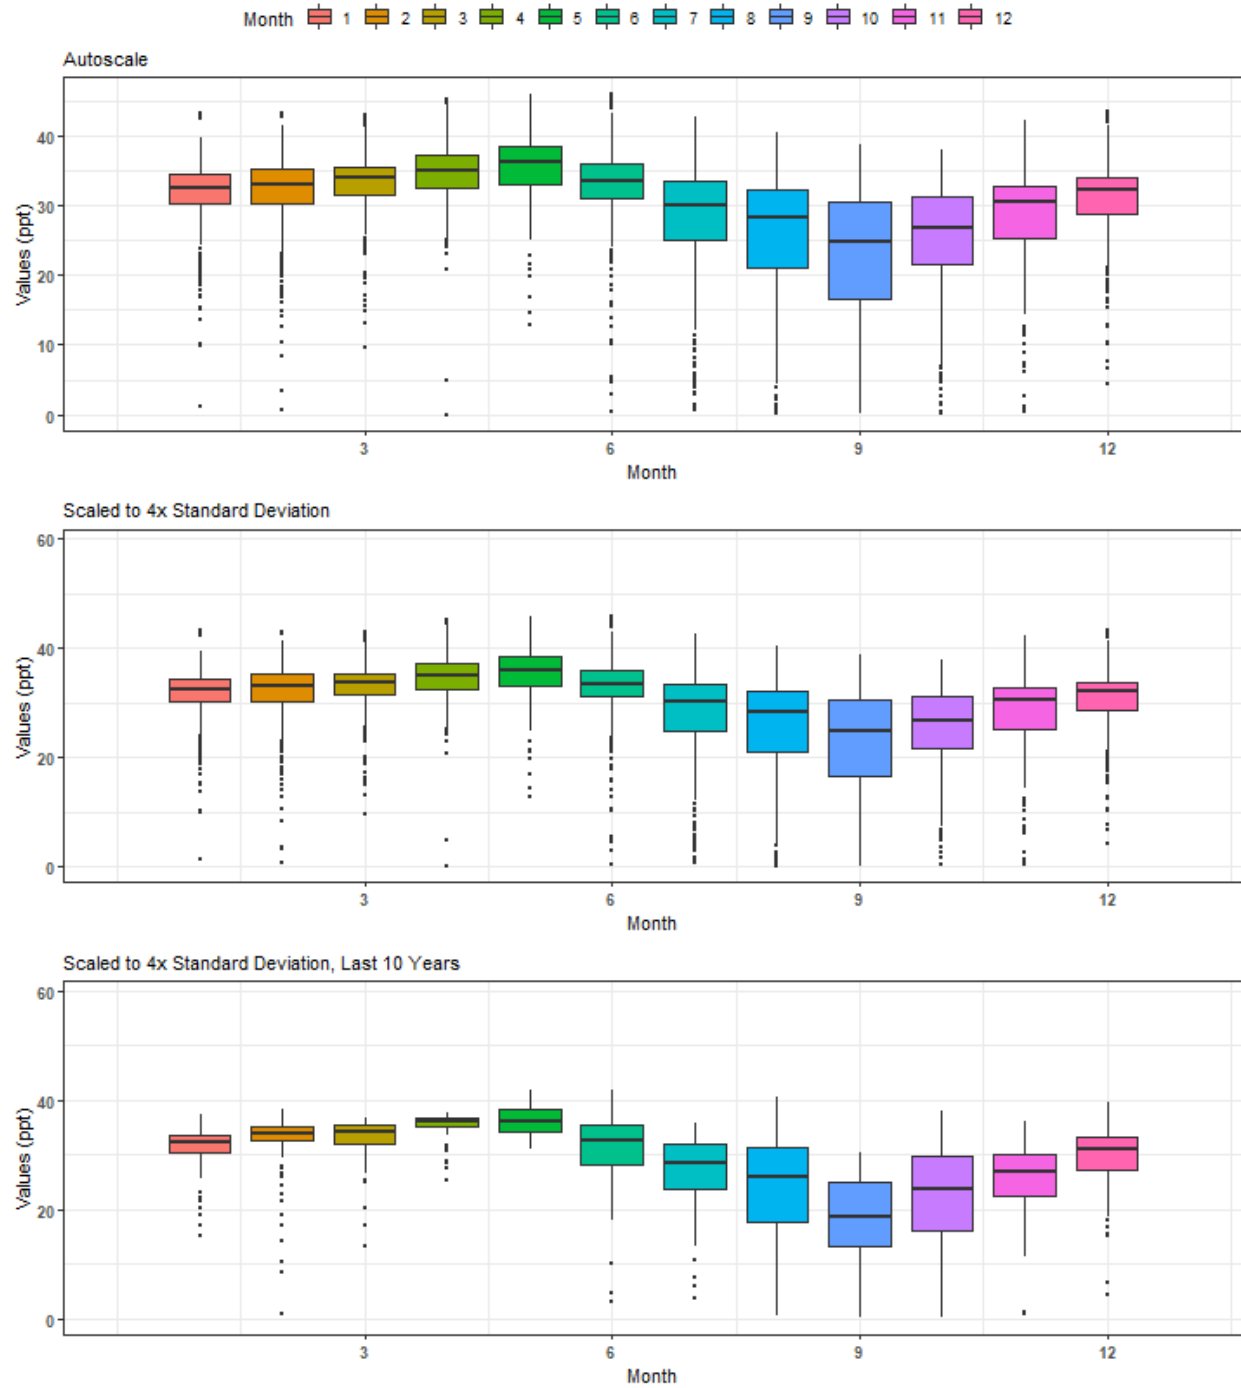 Month 1 2 3 4 5 6 7 8 9 10 11 12
Autoscale
Values (ppt)
40
30
20
10
0
3 6 9 12
Month
Scaled to 4x Standard Deviation
Values (ppt)
60
40
20
0
3 6 9 12
Month
Scaled to 4x Standard Deviation, Last 10 Years
Values (ppt)
60
40
20
0
3 6 9 12
Month